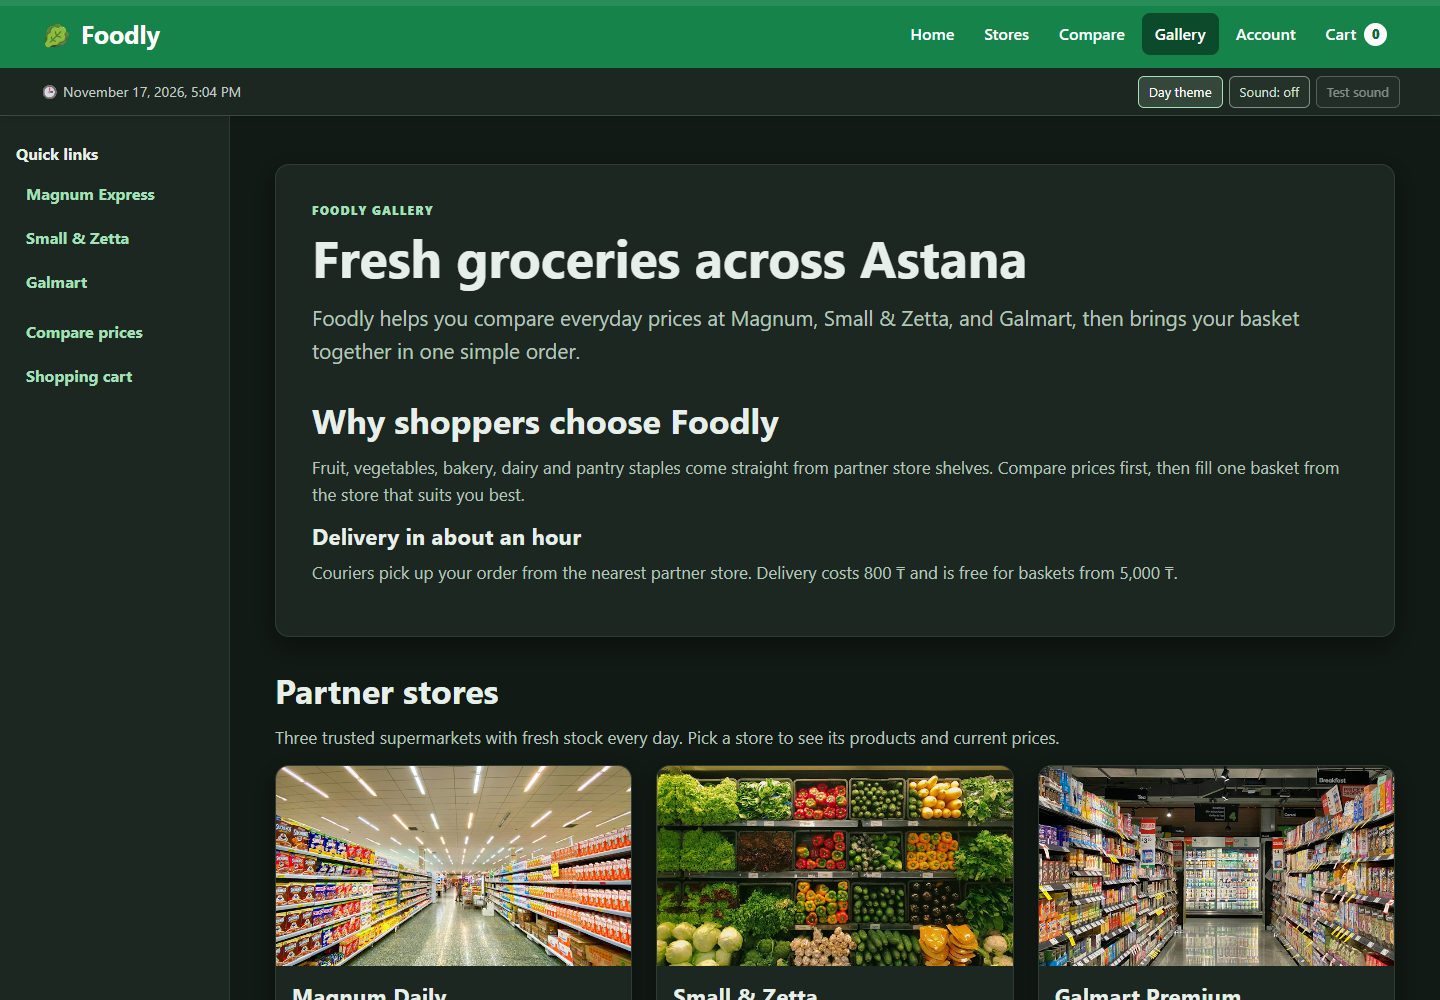 Foodly
Home Stores Compare Gallery Account Cart 0
November 17, 2026, 5:04 PM
Day theme Sound: off Test sound
Quick links
Magnum Express
Small & Zetta
Galmart
Compare prices
Shopping cart
FOODLY GALLERY
Fresh groceries across Astana
Foodly helps you compare everyday prices at Magnum, Small & Zetta, and Galmart, then brings your basket
together in one simple order.
Why shoppers choose Foodly
Fruit, vegetables, bakery, dairy and pantry staples come straight from partner store shelves. Compare prices first, then fill one basket from
the store that suits you best.
Delivery in about an hour
Couriers pick up your order from the nearest partner store. Delivery costs 800 ₸ and is free for baskets from 5,000 ₸.
Partner stores
Three trusted supermarkets with fresh stock every day. Pick a store to see its products and current prices.
Breakfast
4
Magnum Daily
Small & Zetta
Galmart Premium